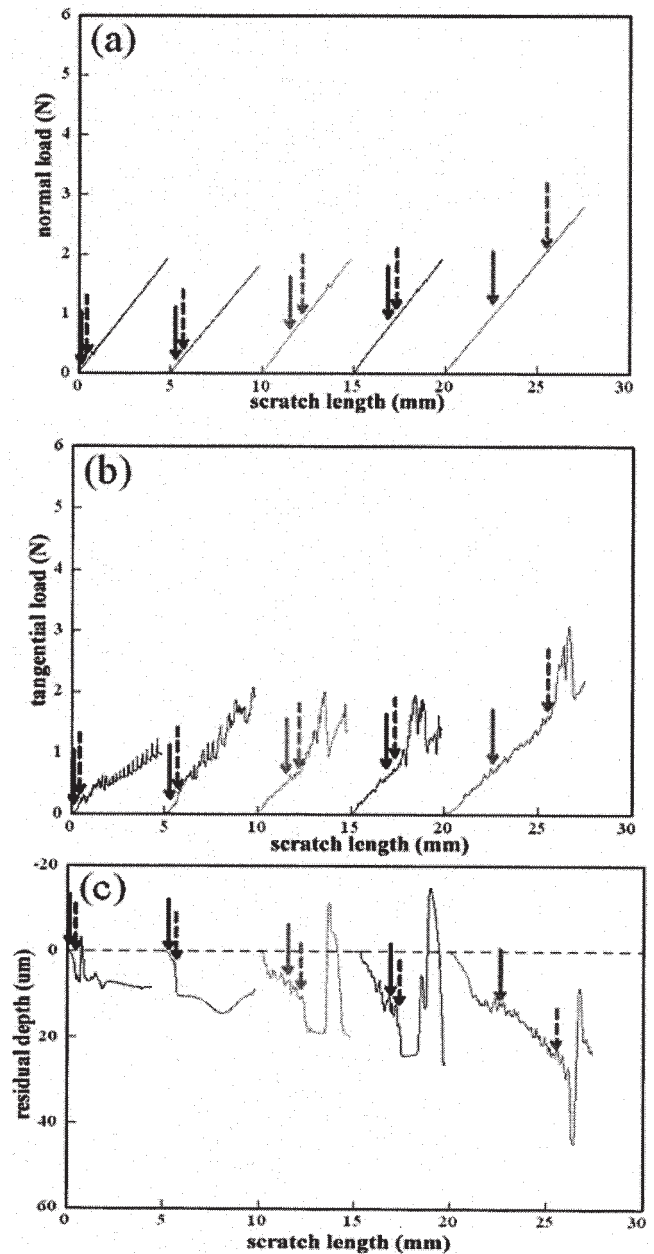 (a)
6
5
4
3
2
1
0
normal load (N)
0 5 10 15 20 25 30
scratch length (mm)
(b)
6
5
4
3
2
1
0
tangential load (N)
0 5 10 15 20 25 30
scratch length (mm)
(c)
-20
0
20
40
60
residual depth (um)
0 5 10 15 20 25 30
scratch length (mm)